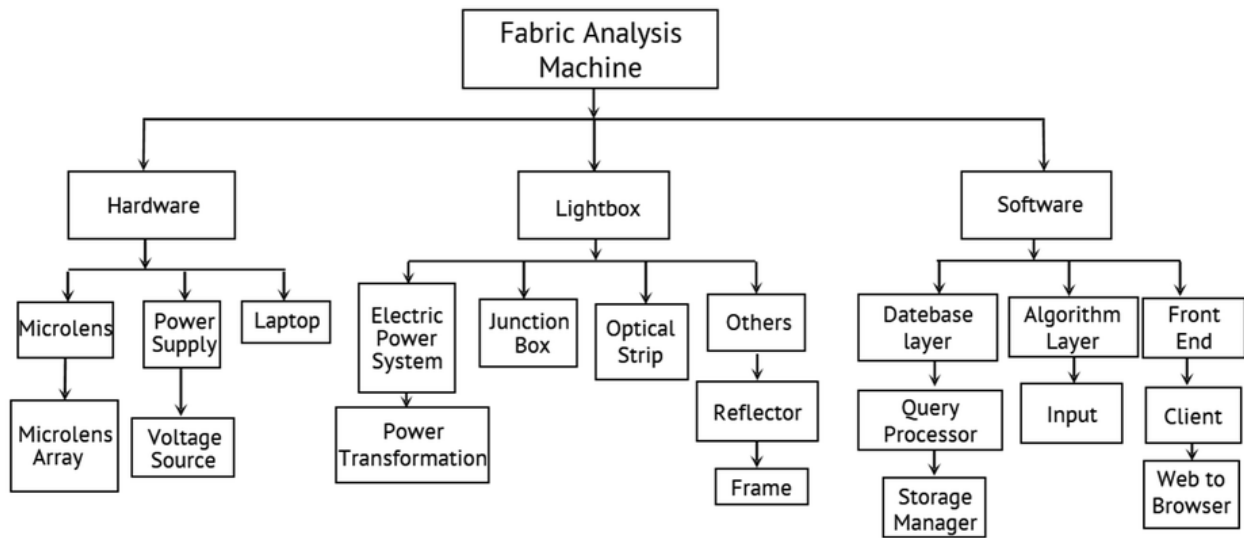 Fabric Analysis
Machine
Hardware
Lightbox
Software
Microlens
Power
Supply
Laptop
Electric
Power
System
Junction
Box
Optical
Strip
Others
Datebase
layer
Algorithm
Layer
Front
End
Microlens
Array
Voltage
Source
Power
Transformation
Reflector
Query
Processor
Input
Client
Frame
Storage
Manager
Web to
Browser